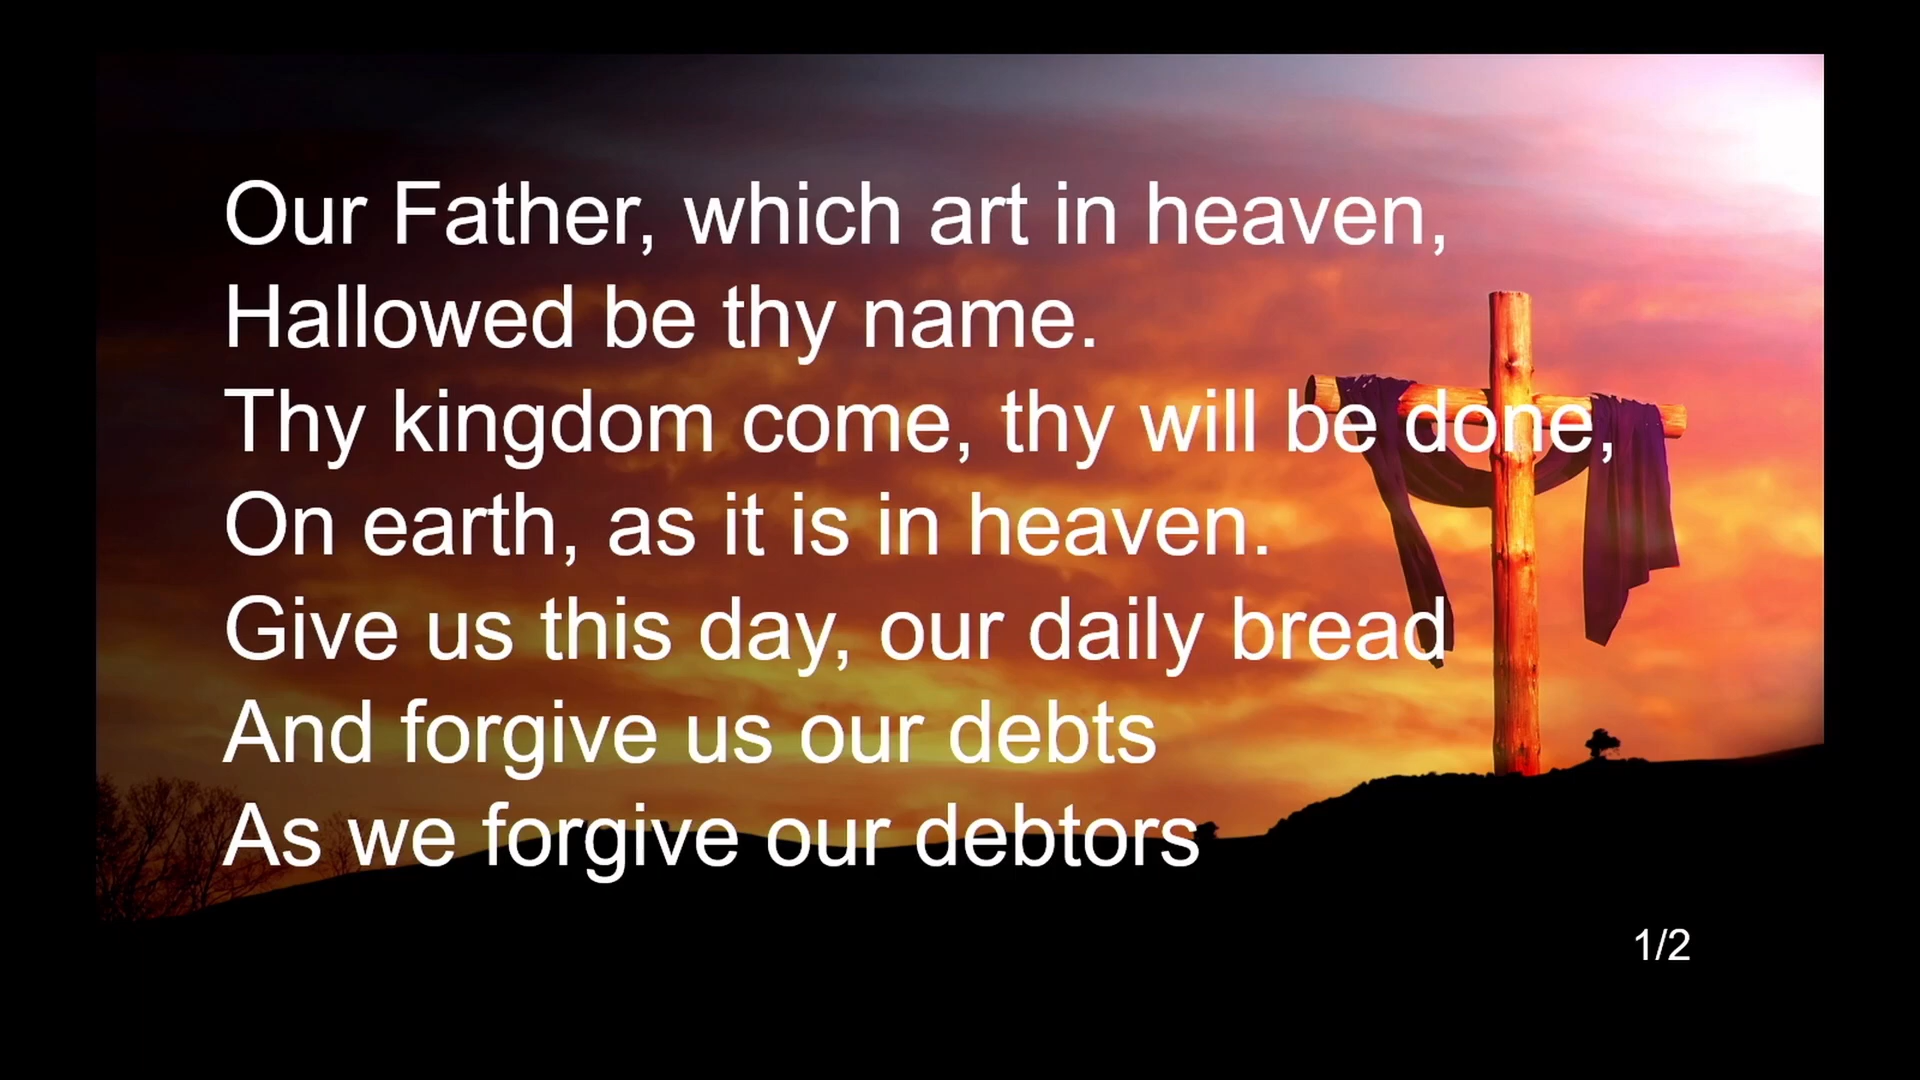 Our Father, which art in heaven,
Hallowed be thy name.
Thy kingdom come, thy will be done,
On earth, as it is in heaven.
Give us this day, our daily bread
And forgive us our debts
As we forgive our debtors
1/2